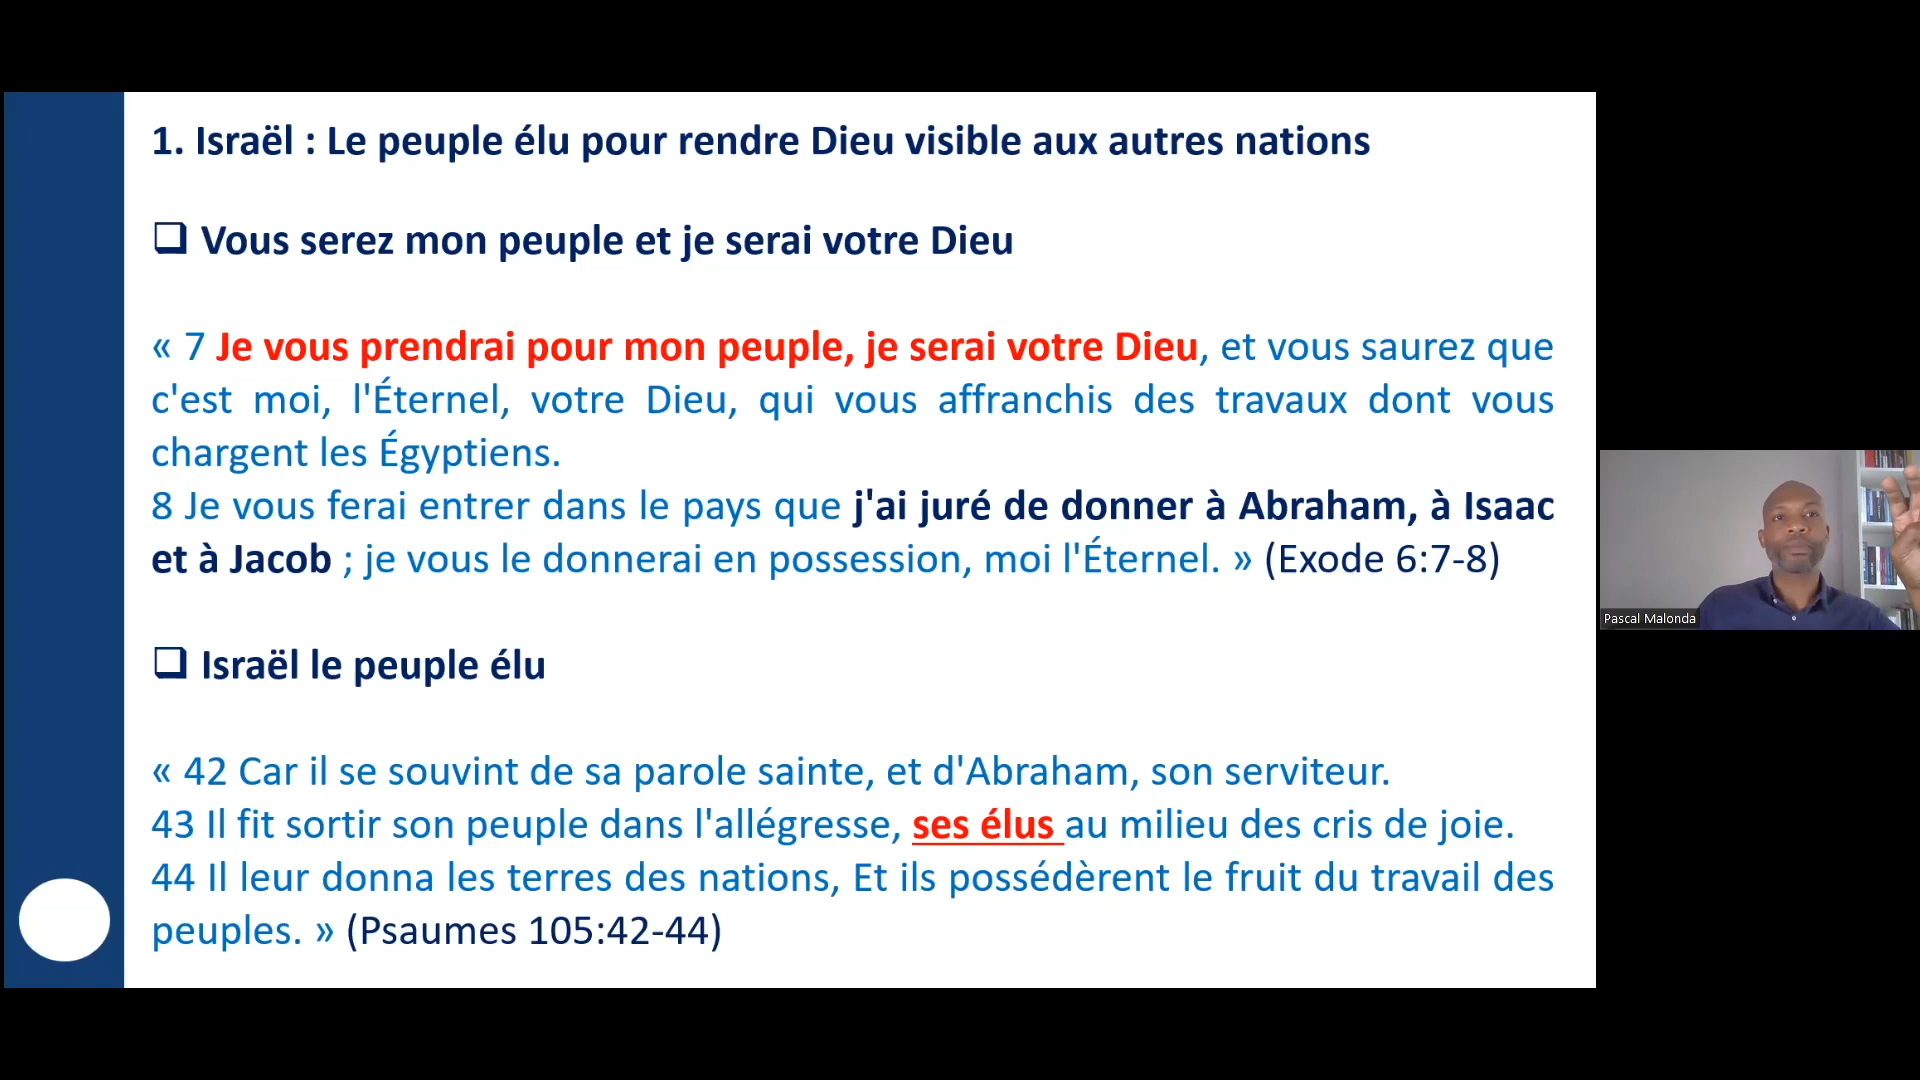 1. Israël : Le peuple élu pour rendre Dieu visible aux autres nations
❑ Vous serez mon peuple et je serai votre Dieu
« 7 Je vous prendrai pour mon peuple, je serai votre Dieu, et vous saurez que
c'est moi, l'Éternel, votre Dieu, qui vous affranchis des travaux dont vous
chargent les Égyptiens.
8 Je vous ferai entrer dans le pays que j'ai juré de donner à Abraham, à Isaac
et à Jacob ; je vous le donnerai en possession, moi l'Éternel. » (Exode 6:7-8)
❑ Israël le peuple élu
« 42 Car il se souvint de sa parole sainte, et d'Abraham, son serviteur.
43 Il fit sortir son peuple dans l'allégresse, ses élus au milieu des cris de joie.
44 Il leur donna les terres des nations, Et ils possédèrent le fruit du travail des
peuples. » (Psaumes 105:42-44)
Pascal Malonda